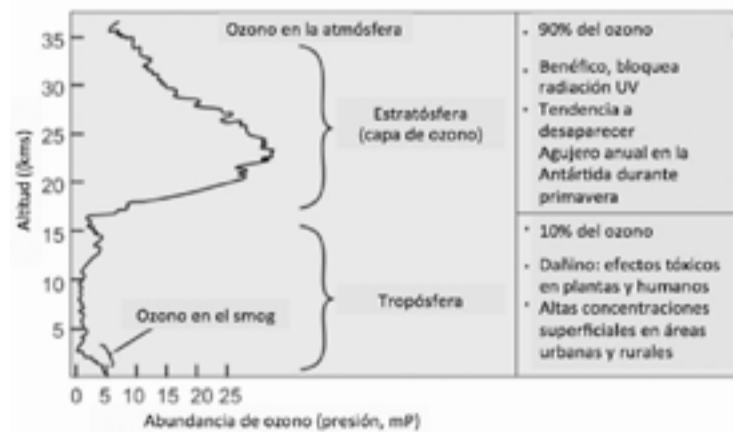 Ozono en la atmósfera
35
30
25
20
15
10
5
Altitud ((kms)
Estratósfera
(capa de ozono)
Tropósfera
Ozono en el smog
0 5 10 15 20 25
Abundancia de ozono (presión, mP)
• 90% del ozono
• Benéfico, bloquea
radiación UV
• Tendencia a
desaparecer
Agujero anual en la
Antártida durante
primavera
• 10% del ozono
• Dañino: efectos tóxicos
en plantas y humanos
• Altas concentraciones
superficiales en áreas
urbanas y rurales